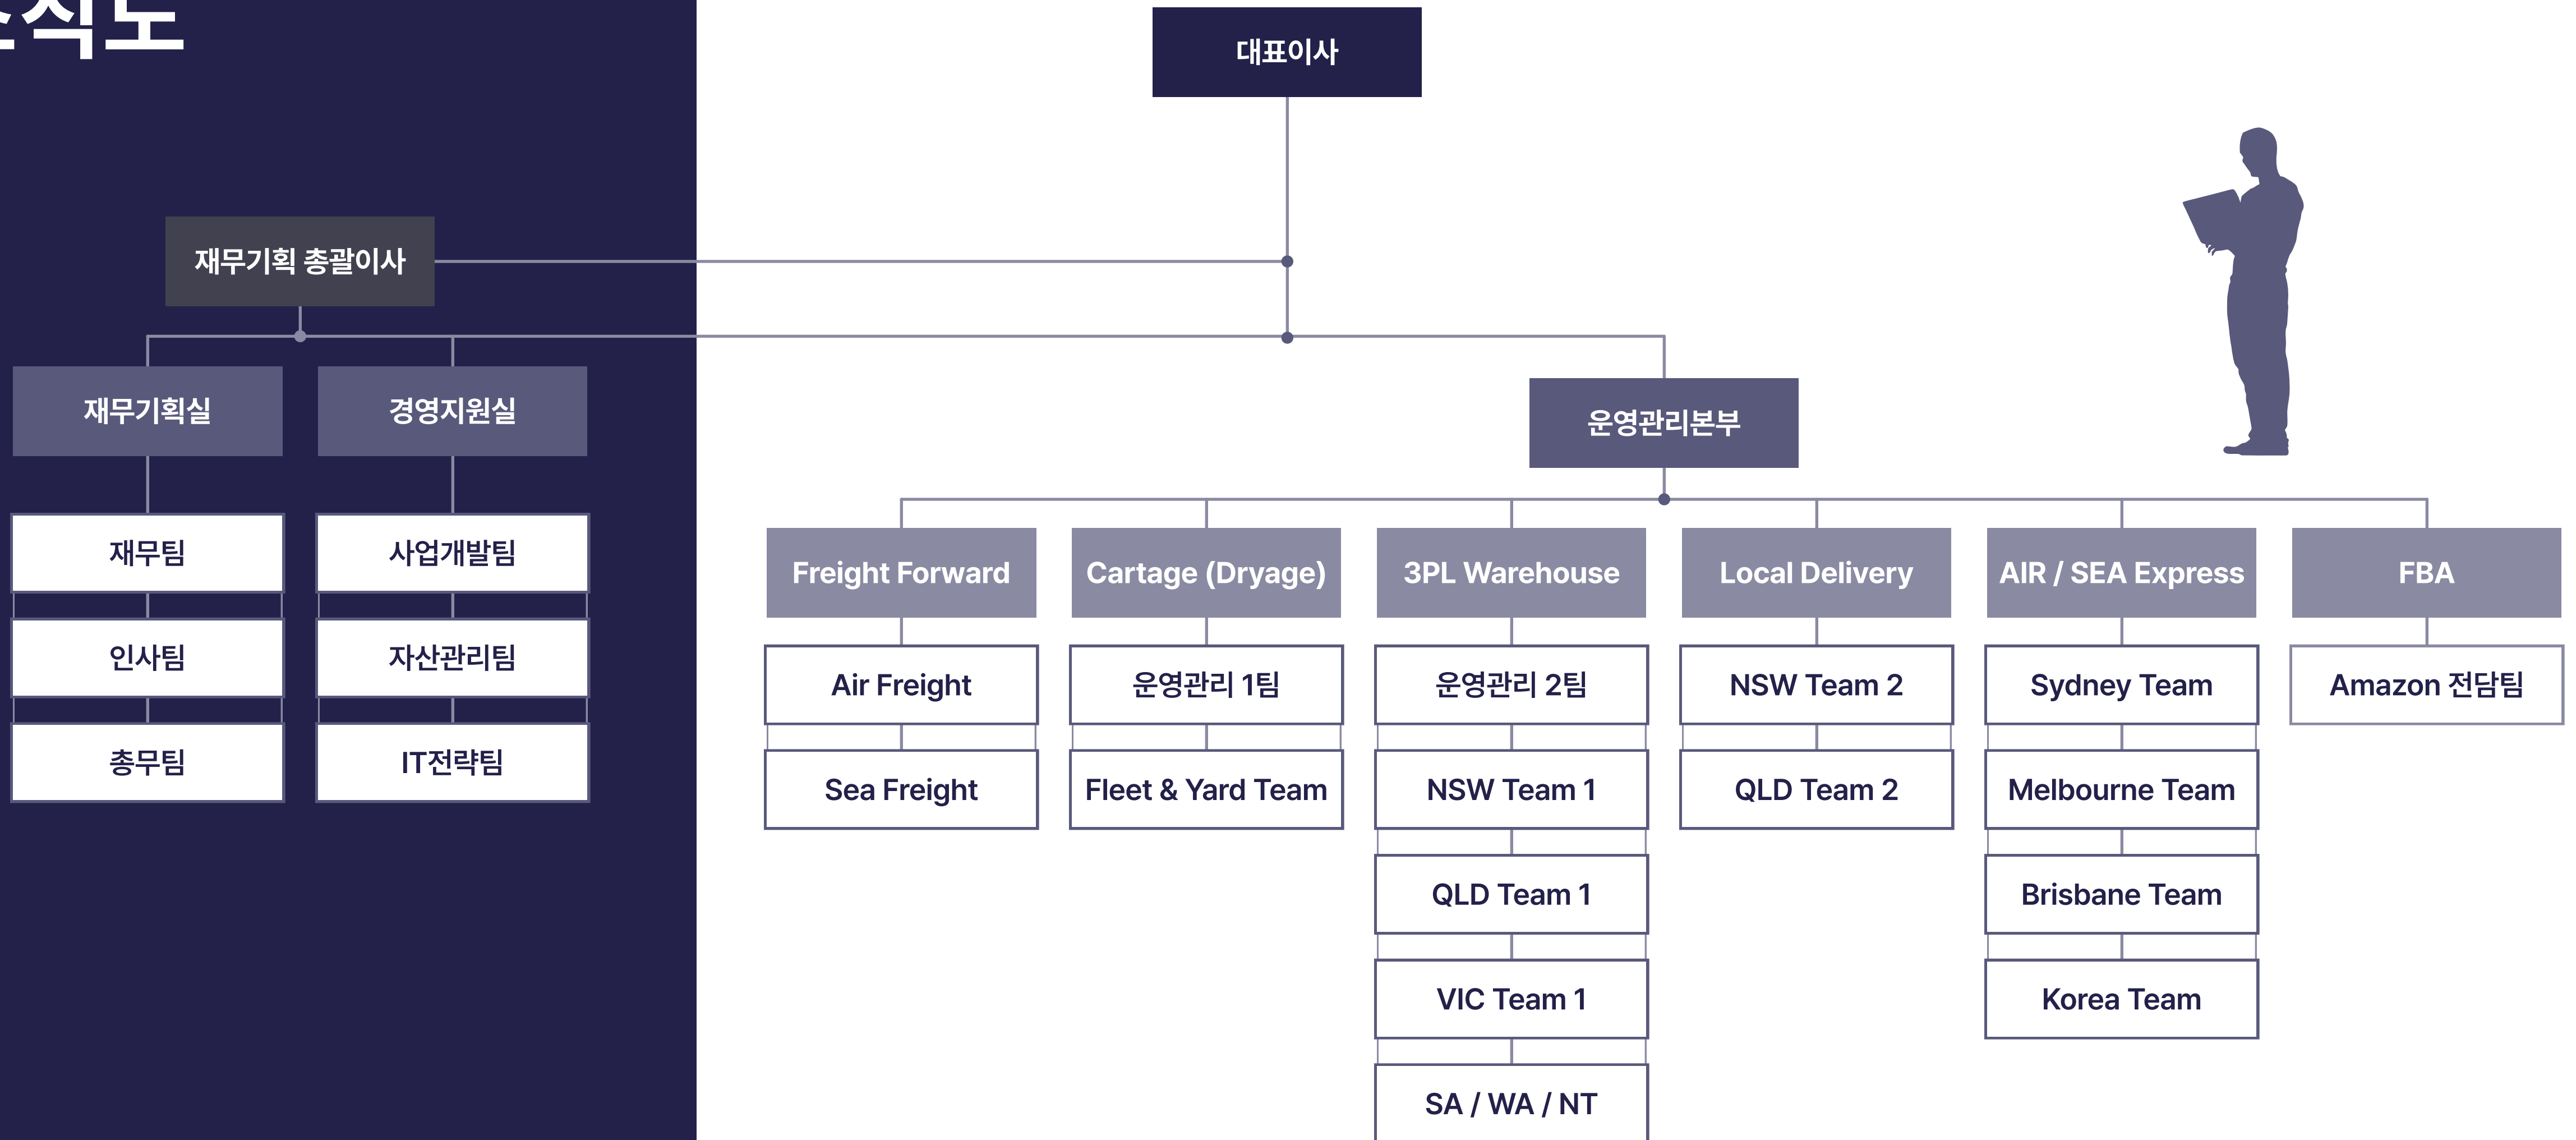 조직도
대표이사
재무기획 총괄이사
재무기획실
경영지원실
운영관리본부
재무팀
인사팀
총무팀
사업개발팀
자산관리팀
IT전략팀
Freight Forward
Air Freight
Sea Freight
Cartage (Dryage)
운영관리 1팀
Fleet & Yard Team
3PL Warehouse
운영관리 2팀
NSW Team 1
QLD Team 1
VIC Team 1
SA / WA / NT
Local Delivery
NSW Team 2
QLD Team 2
AIR / SEA Express
Sydney Team
Melbourne Team
Brisbane Team
Korea Team
FBA
Amazon 전담팀